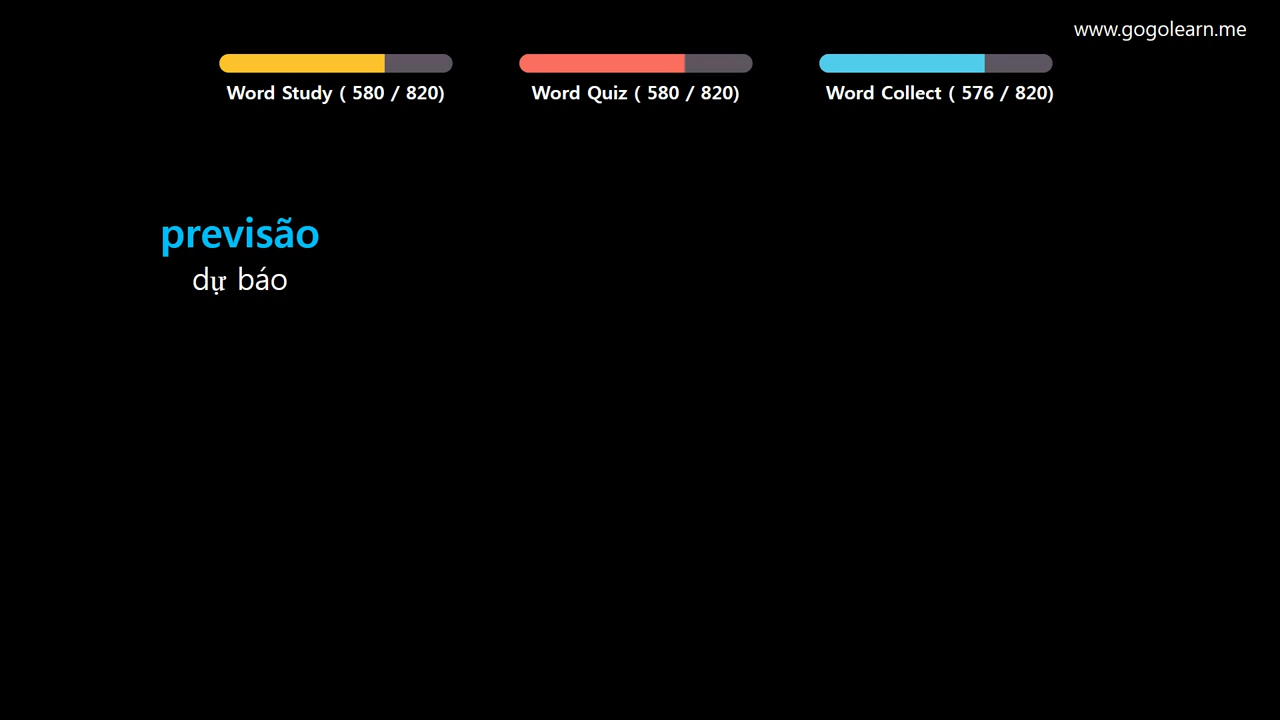 www.gogolearn.me
Word Study ( 580 / 820)
Word Quiz ( 580 / 820)
Word Collect ( 576 / 820)
previsão
dự báo